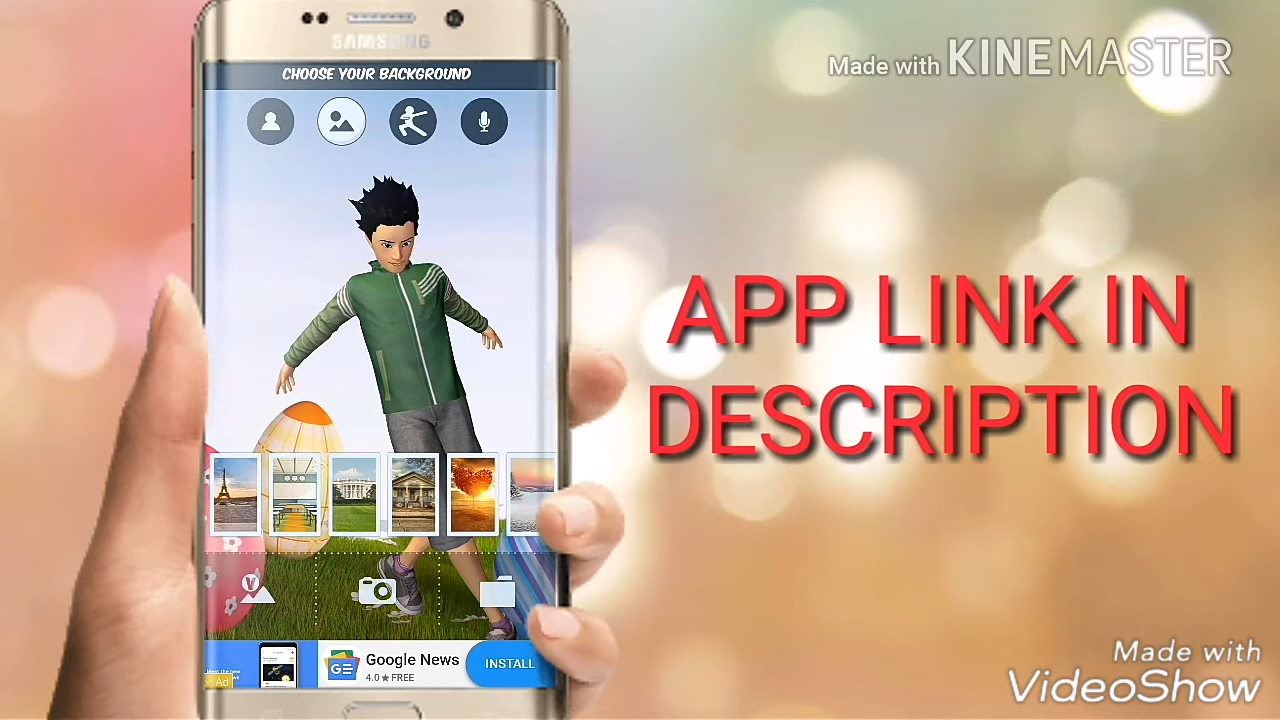 SAMSUNG
CHOOSE YOUR BACKGROUND
Made with KINEMASTER
APP LINK IN
DESCRIPTION
V
Google News
GE
4.0★FREE
INSTALL
Ad
Made with
VideoShow